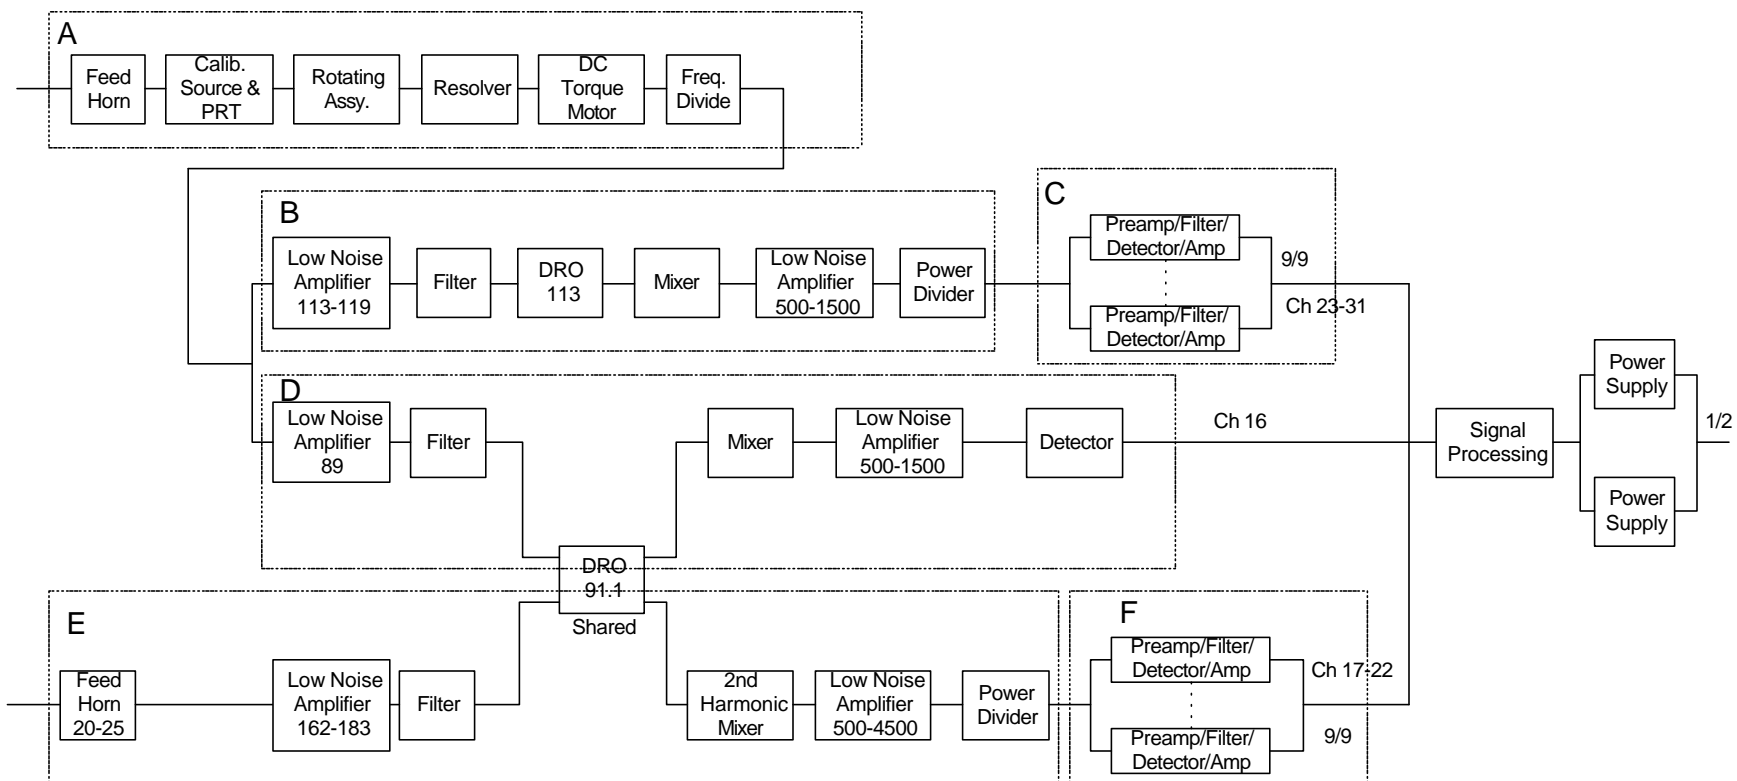 A
Feed
Horn
Calib.
Source &
PRT
Rotating
Assy.
Resolver
DC
Torque
Motor
Freq.
Divide
B
Low Noise
Amplifier
113-119
Filter
DRO
113
Mixer
Low Noise
Amplifier
500-1500
Power
Divider
C
Preamp/Filter/
Detector/Amp
Preamp/Filter/
Detector/Amp
9/9
Ch 23-31
D
Low Noise
Amplifier
89
Filter
Mixer
Low Noise
Amplifier
500-1500
Detector
Ch 16
Signal
Processing
Power
Supply
Power
Supply
1/2
DRO
91.1
Shared
E
Feed
Horn
20-25
Low Noise
Amplifier
162-183
Filter
2nd
Harmonic
Mixer
Low Noise
Amplifier
500-4500
Power
Divider
F
Preamp/Filter/
Detector/Amp
Preamp/Filter/
Detector/Amp
Ch 17-22
9/9